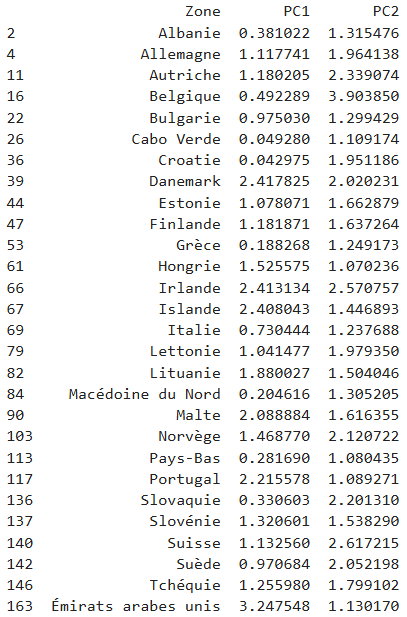 Zone PC1 PC2
2 Albanie 0.381022 1.315476
4 Allemagne 1.117741 1.964138
11 Autriche 1.180205 2.339074
16 Belgique 0.492289 3.903850
22 Bulgarie 0.975030 1.299429
26 Cabo Verde 0.049280 1.109174
36 Croatie 0.042975 1.951186
39 Danemark 2.417825 2.020231
44 Estonie 1.078071 1.662879
47 Finlande 1.181871 1.637264
53 Grèce 0.188268 1.249173
61 Hongrie 1.525575 1.070236
66 Irlande 2.413134 2.570757
67 Islande 2.408043 1.446893
69 Italie 0.730444 1.237688
79 Lettonie 1.041477 1.979350
82 Lituanie 1.880027 1.504046
84 Macédoine du Nord 0.204616 1.305205
90 Malte 2.088884 1.616355
103 Norvège 1.468770 2.120722
113 Pays-Bas 0.281690 1.080435
117 Portugal 2.215578 1.089271
136 Slovaquie 0.330603 2.201310
137 Slovénie 1.320601 1.538290
140 Suisse 1.132560 2.617215
142 Suède 0.970684 2.052198
146 Tchéquie 1.255980 1.799102
163 Émirats arabes unis 3.247548 1.130170